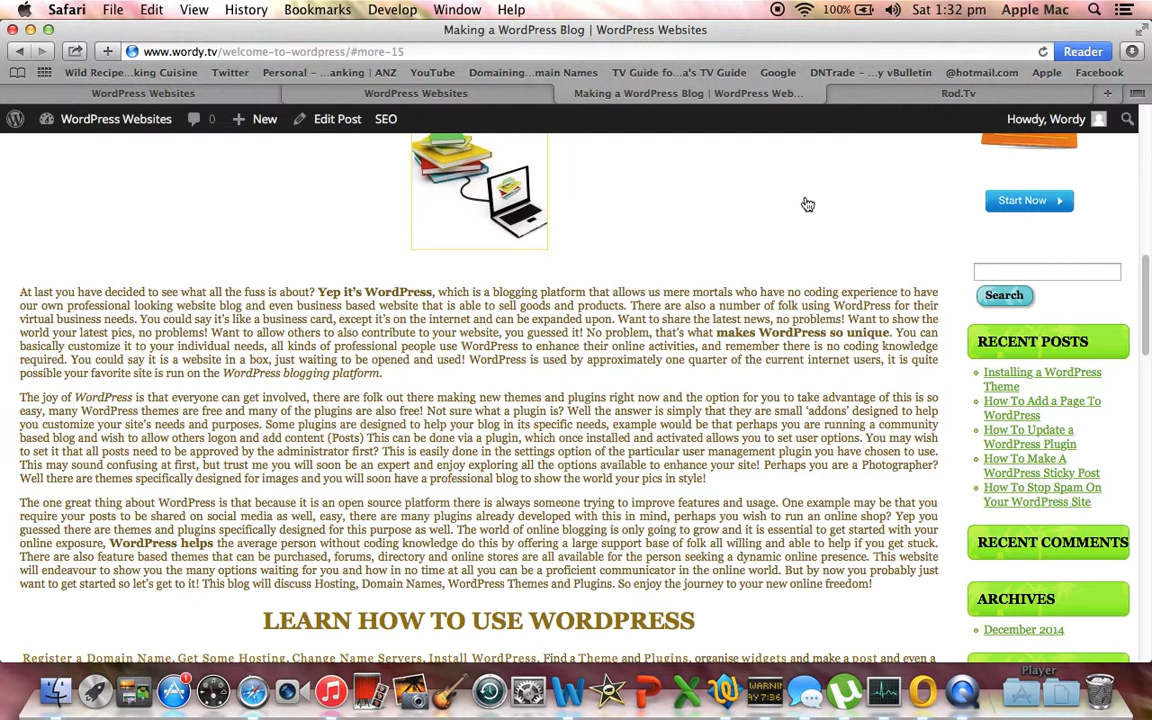 Safari File Edit View History Bookmarks Develop Window Help 100% Sat 1:32 pm Apple Mac
Making a WordPress Blog | WordPress Websites
www.wordy.tv/welcome-to-wordpress/#more-15 Reader
Wild Recipe...king Cuisine Twitter Personal - ...anking | ANZ YouTube Domaining...main Names TV Guide fo...a's TV Guide Google DNTrade - ...y vBulletin @hotmail.com Apple Facebook
WordPress Websites WordPress Websites Making a WordPress Blog | WordPress Web... Rod.Tv
WordPress Websites 0 New Edit Post SEO Howdy, Wordy
Start Now
At last you have decided to see what all the fuss is about? Yep it's WordPress, which is a blogging platform that allows us mere mortals who have no coding experience to have
our own professional looking website blog and even business based website that is able to sell goods and products. There are also a number of folk using WordPress for their
virtual business needs. You could say it's like a business card, except it's on the internet and can be expanded upon. Want to share the latest news, no problems! Want to show the
world your latest pics, no problems! Want to allow others to also contribute to your website, you guessed it! No problem, that's what makes WordPress so unique. You can
basically customize it to your individual needs, all kinds of professional people use WordPress to enhance their online activities, and remember there is no coding knowledge
required. You could say it is a website in a box, just waiting to be opened and used! WordPress is used by approximately one quarter of the current internet users, it is quite
possible your favorite site is run on the WordPress blogging platform.
The joy of WordPress is that everyone can get involved, there are folk out there making new themes and plugins right now and the option for you to take advantage of this is so
easy, many WordPress themes are free and many of the plugins are also free! Not sure what a plugin is? Well the answer is simply that they are small 'addons' designed to help
you customize your site's needs and purposes. Some plugins are designed to help your blog in its specific needs, example would be that perhaps you are running a community
based blog and wish to allow others logon and add content (Posts) This can be done via a plugin, which once installed and activated allows you to set user options. You may wish
to set it that all posts need to be approved by the administrator first? This is easily done in the settings option of the particular user management plugin you have chosen to use.
This may sound confusing at first, but trust me you will soon be an expert and enjoy exploring all the options available to enhance your site! Perhaps you are a Photographer?
Well there are themes specifically designed for images and you will soon have a professional blog to show the world your pics in style!
The one great thing about WordPress is that because it is an open source platform there is always someone trying to improve features and usage. One example may be that you
require your posts to be shared on social media as well, easy, there are many plugins already developed with this in mind, perhaps you wish to run an online shop? Yep you
guessed there are themes and plugins specifically designed for this purpose as well. The world of online blogging is only going to grow and it is essential to get started with your
online exposure, WordPress helps the average person without coding knowledge do this by offering a large support base of folk all willing and able to help if you get stuck.
There are also feature based themes that can be purchased, forums, directory and online stores are all available for the person seeking a dynamic online presence. This website
will endeavour to show you the many options waiting for you and how in no time at all you can be a proficient communicator in the online world. But by now you probably just
want to get started so let's get to it! This blog will discuss Hosting, Domain Names, WordPress Themes and Plugins. So enjoy the journey to your new online freedom!
LEARN HOW TO USE WORDPRESS
Register a Domain Name, Get Some Hosting, Change Name Servers, Install WordPress, Find a Theme and Plugins, organise widgets and make a post and even a
Search
RECENT POSTS
Installing a WordPress
Theme
How To Add a Page To
WordPress
How To Update a
WordPress Plugin
How To Make A
WordPress Sticky Post
How To Stop Spam On
Your WordPress Site
RECENT COMMENTS
ARCHIVES
December 2014
Player
1
WARNIN